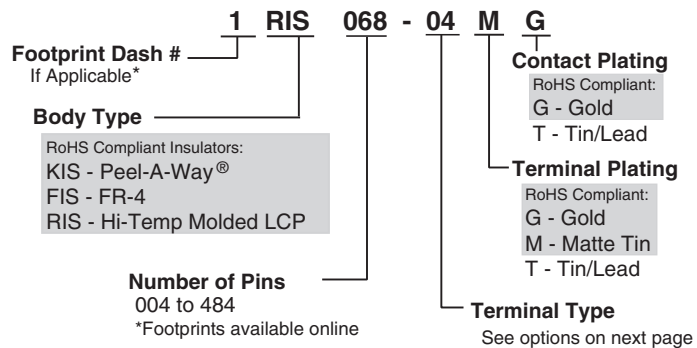 1 RIS 068 - 04 M G
Footprint Dash #
If Applicable*
Body Type
RoHS Compliant Insulators:
KIS - Peel-A-Way®
FIS - FR-4
RIS - Hi-Temp Molded LCP
Number of Pins
004 to 484
*Footprints available online
Contact Plating
RoHS Compliant:
G - Gold
T - Tin/Lead
Terminal Plating
RoHS Compliant:
G - Gold
M - Matte Tin
T - Tin/Lead
Terminal Type
See options on next page